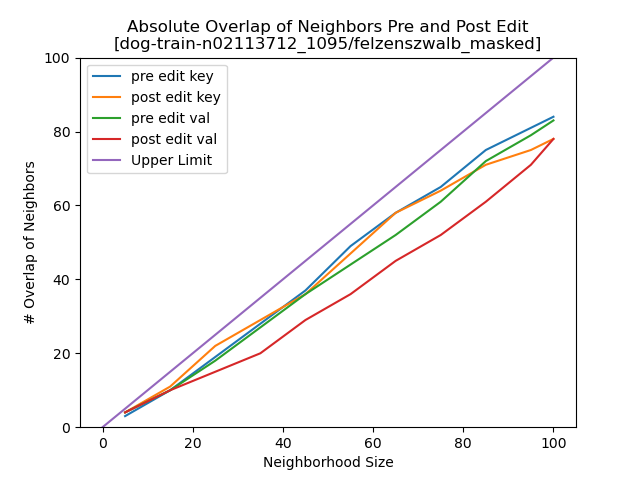 Absolute Overlap of Neighbors Pre and Post Edit
[dog-train-n02113712_1095/felzenszwalb_masked]
100
80
60
40
20
0
# Overlap of Neighbors
pre edit key
post edit key
pre edit val
post edit val
Upper Limit
0 20 40 60 80 100
Neighborhood Size